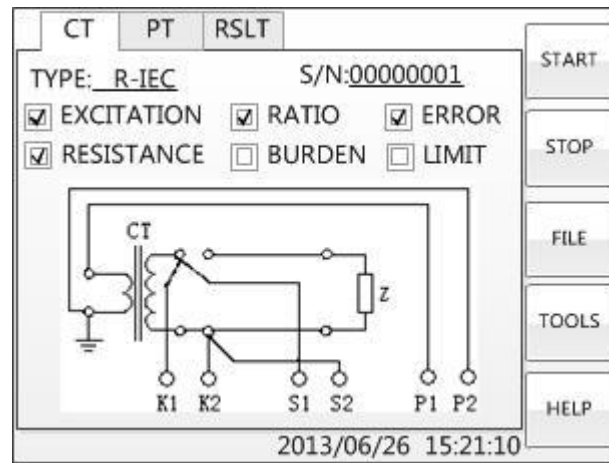 CT PT RSLT
TYPE: R-IEC S/N:00000001
EXCITATION RATIO ERROR
RESISTANCE BURDEN LIMIT
CT
Z
K1 K2 S1 S2 P1 P2
2013/06/26 15:21:10
START
STOP
FILE
TOOLS
HELP